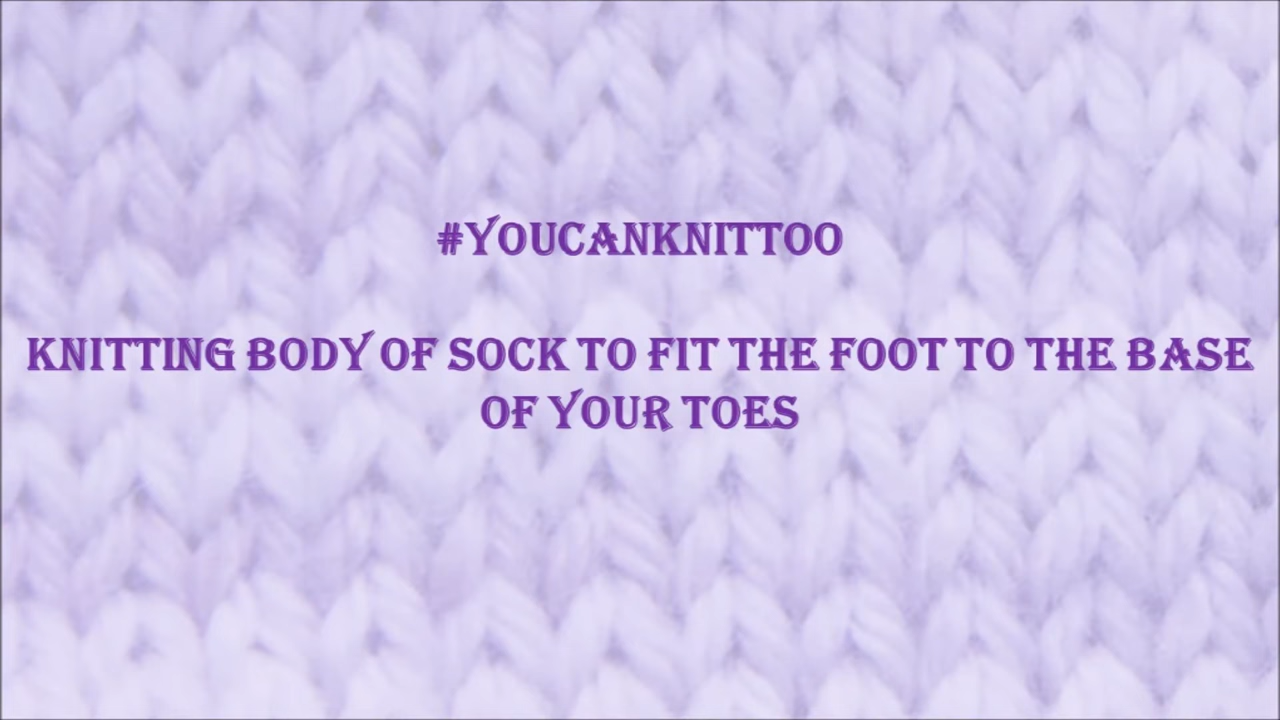 #YOUCANKNITTOO
KNITTING BODY OF SOCK TO FIT THE FOOT TO THE BASE
OF YOUR TOES